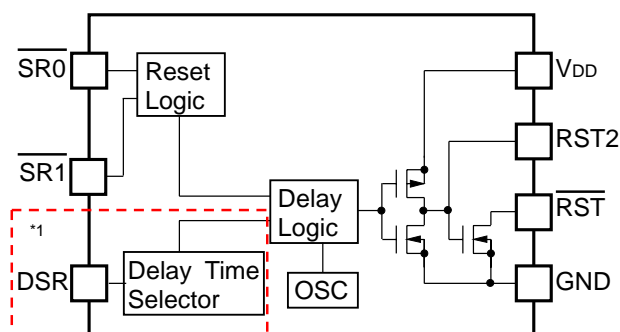 SR0
Reset
Logic
VDD
RST2
SR1
Delay
Logic
RST
*1
DSR
Delay Time
Selector
OSC
GND